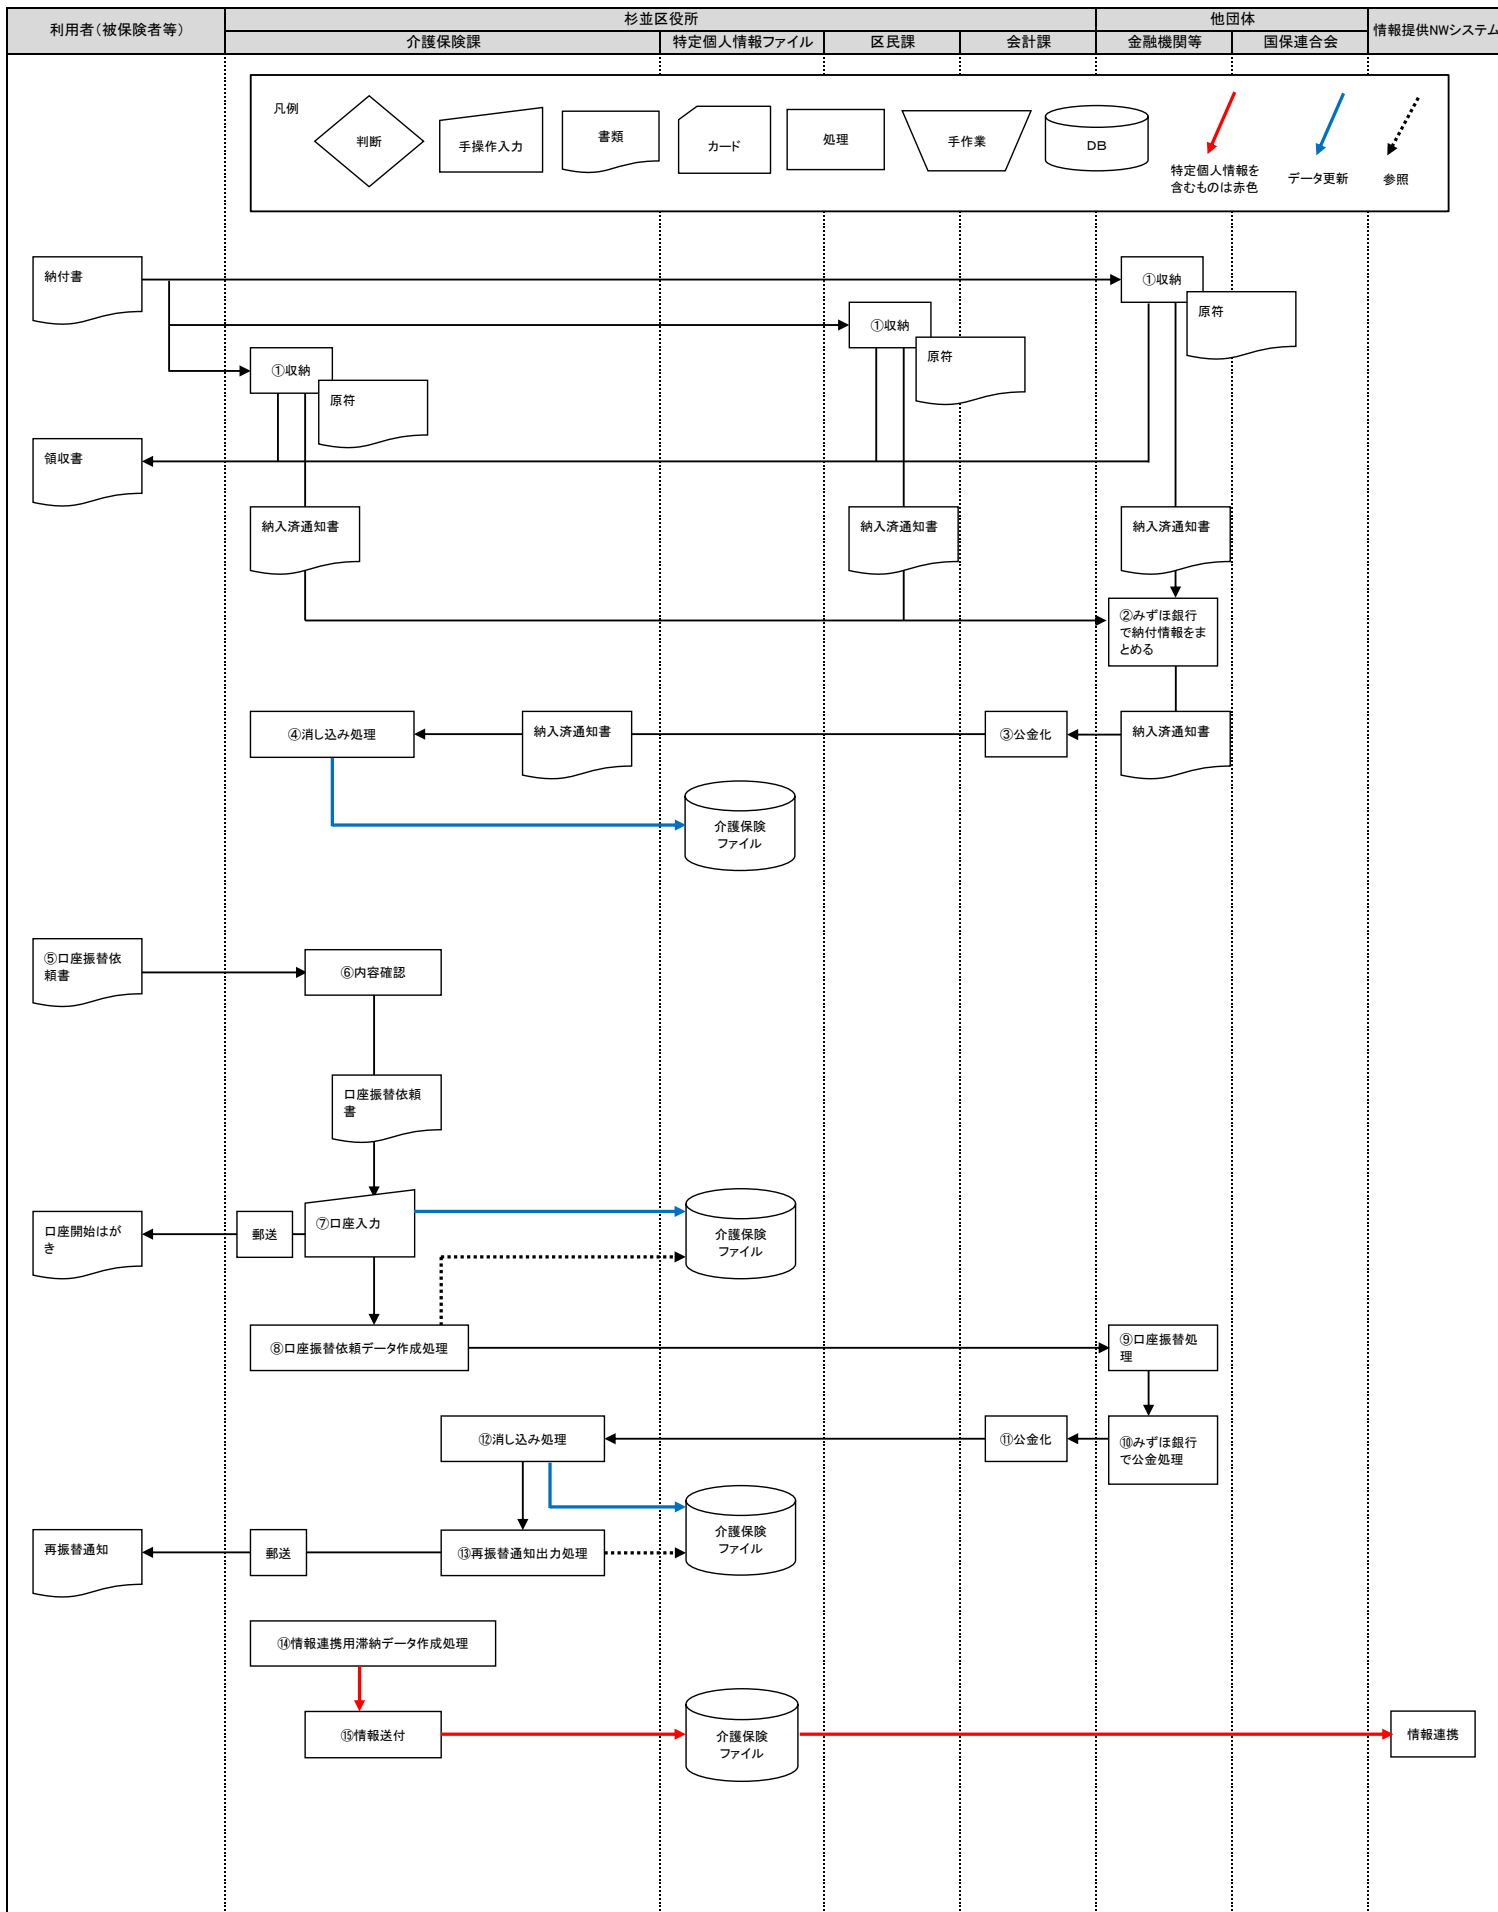 利用者（被保険者等）
杉並区役所
他団体
情報提供NWシステム
介護保険課
特定個人情報ファイル
区民課
会計課
金融機関等
国保連合会
凡例
判断
手操作入力
書類
カード
処理
手作業
DB
特定個人情報を
含むものは赤色
データ更新
参照
納付書
①収納
原符
①収納
原符
①収納
原符
領収書
納入済通知書
納入済通知書
納入済通知書
②みずほ銀行
で納付情報をま
とめる
④消し込み処理
納入済通知書
③公金化
納入済通知書
介護保険
ファイル
⑤口座振替依
頼書
⑥内容確認
口座振替依頼
書
口座開始はが
き
郵送
⑦口座入力
介護保険
ファイル
⑧口座振替依頼データ作成処理
⑨口座振替処
理
⑫消し込み処理
⑪公金化
⑩みずほ銀行
で公金処理
介護保険
ファイル
再振替通知
郵送
⑬再振替通知出力処理
⑭情報連携用滞納データ作成処理
⑮情報送付
介護保険
ファイル
情報連携